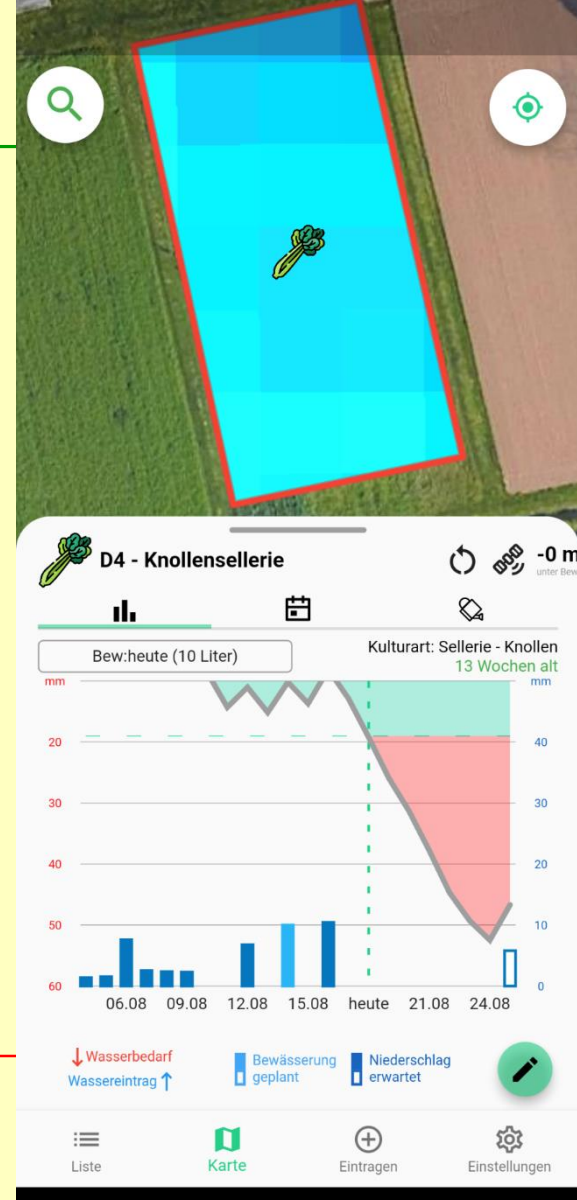 D4 - Knollensellerie
-0 m
unter Bew
Bew:heute (10 Liter)
Kulturart: Sellerie - Knollen
13 Wochen alt
mm
mm
20
40
30
30
40
20
50
10
60
0
06.08 09.08 12.08 15.08 heute 21.08 24.08
↓Wasserbedarf
Wassereintrag↑
Bewässerung
geplant
Niederschlag
erwartet
Liste
Karte
Eintragen
Einstellungen